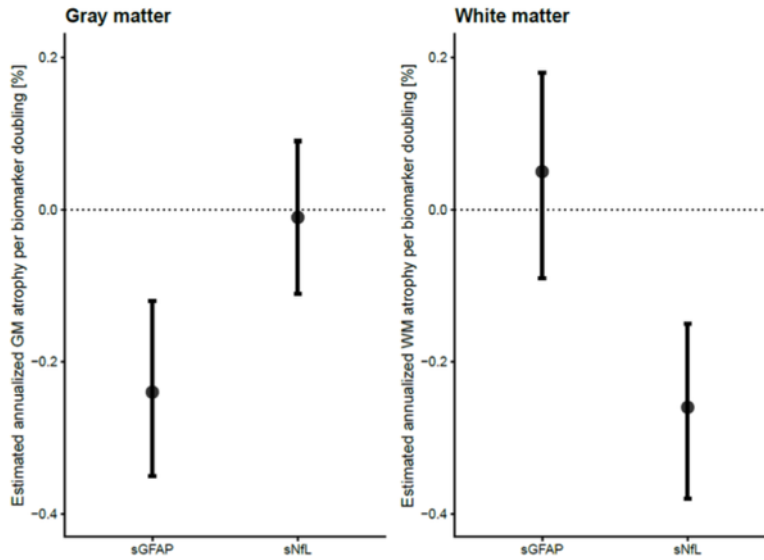 Gray matter
Estimated annualized GM atrophy per biomarker doubling [%]
0.2
0.0
−0.2
−0.4
sGFAP sNfL
White matter
Estimated annualized WM atrophy per biomarker doubling [%]
0.2
0.0
−0.2
−0.4
sGFAP sNfL